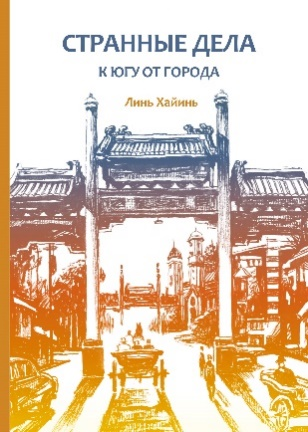 СТРАННЫЕ ДЕЛА
К ЮГУ ОТ ГОРОДА
Линь Хайинь